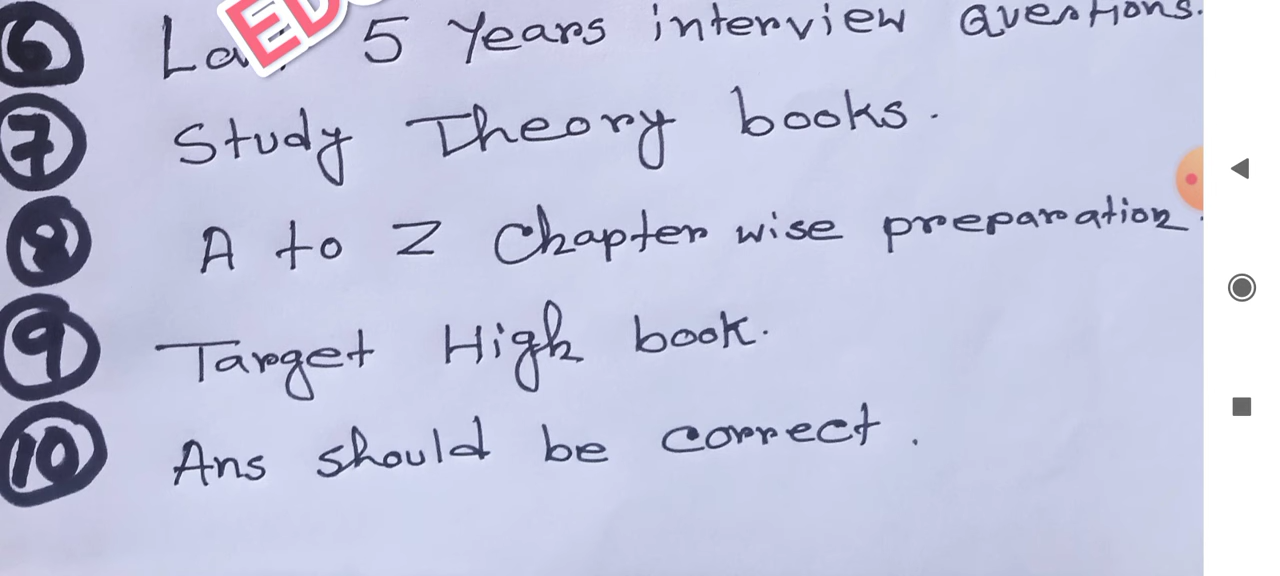 6 5 Years interview questions.
7 Study Theory books.
8 A to Z Chapter wise preparation.
9 Target High book.
10 Ans should be correct.